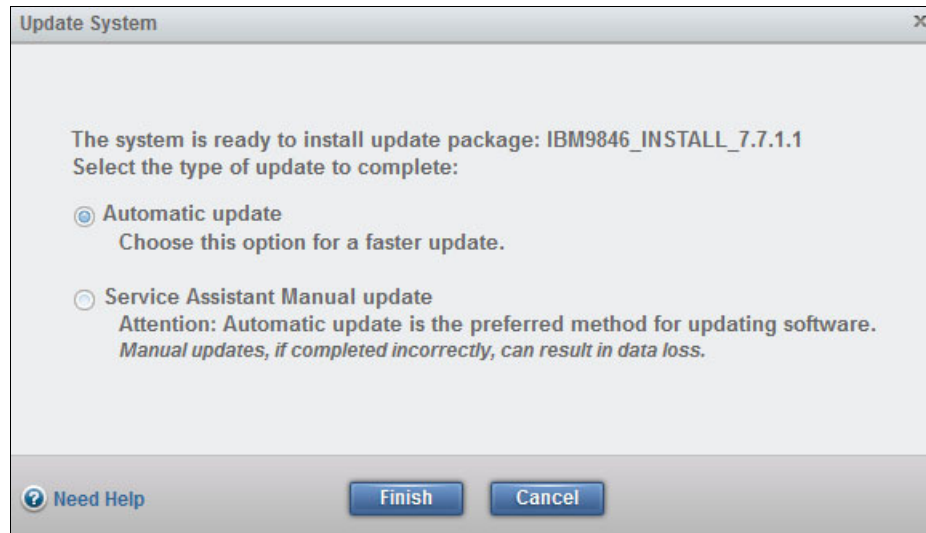 Update System
x
The system is ready to install update package: IBM9846_INSTALL_7.7.1.1
Select the type of update to complete:
Automatic update
Choose this option for a faster update.
Service Assistant Manual update
Attention: Automatic update is the preferred method for updating software.
Manual updates, if completed incorrectly, can result in data loss.
? Need Help
Finish
Cancel